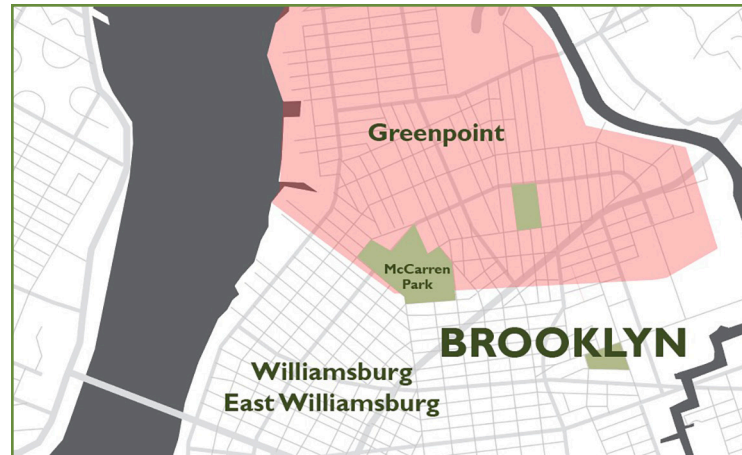 Greenpoint
McCarren
Park
BROOKLYN
Williamsburg
East Williamsburg